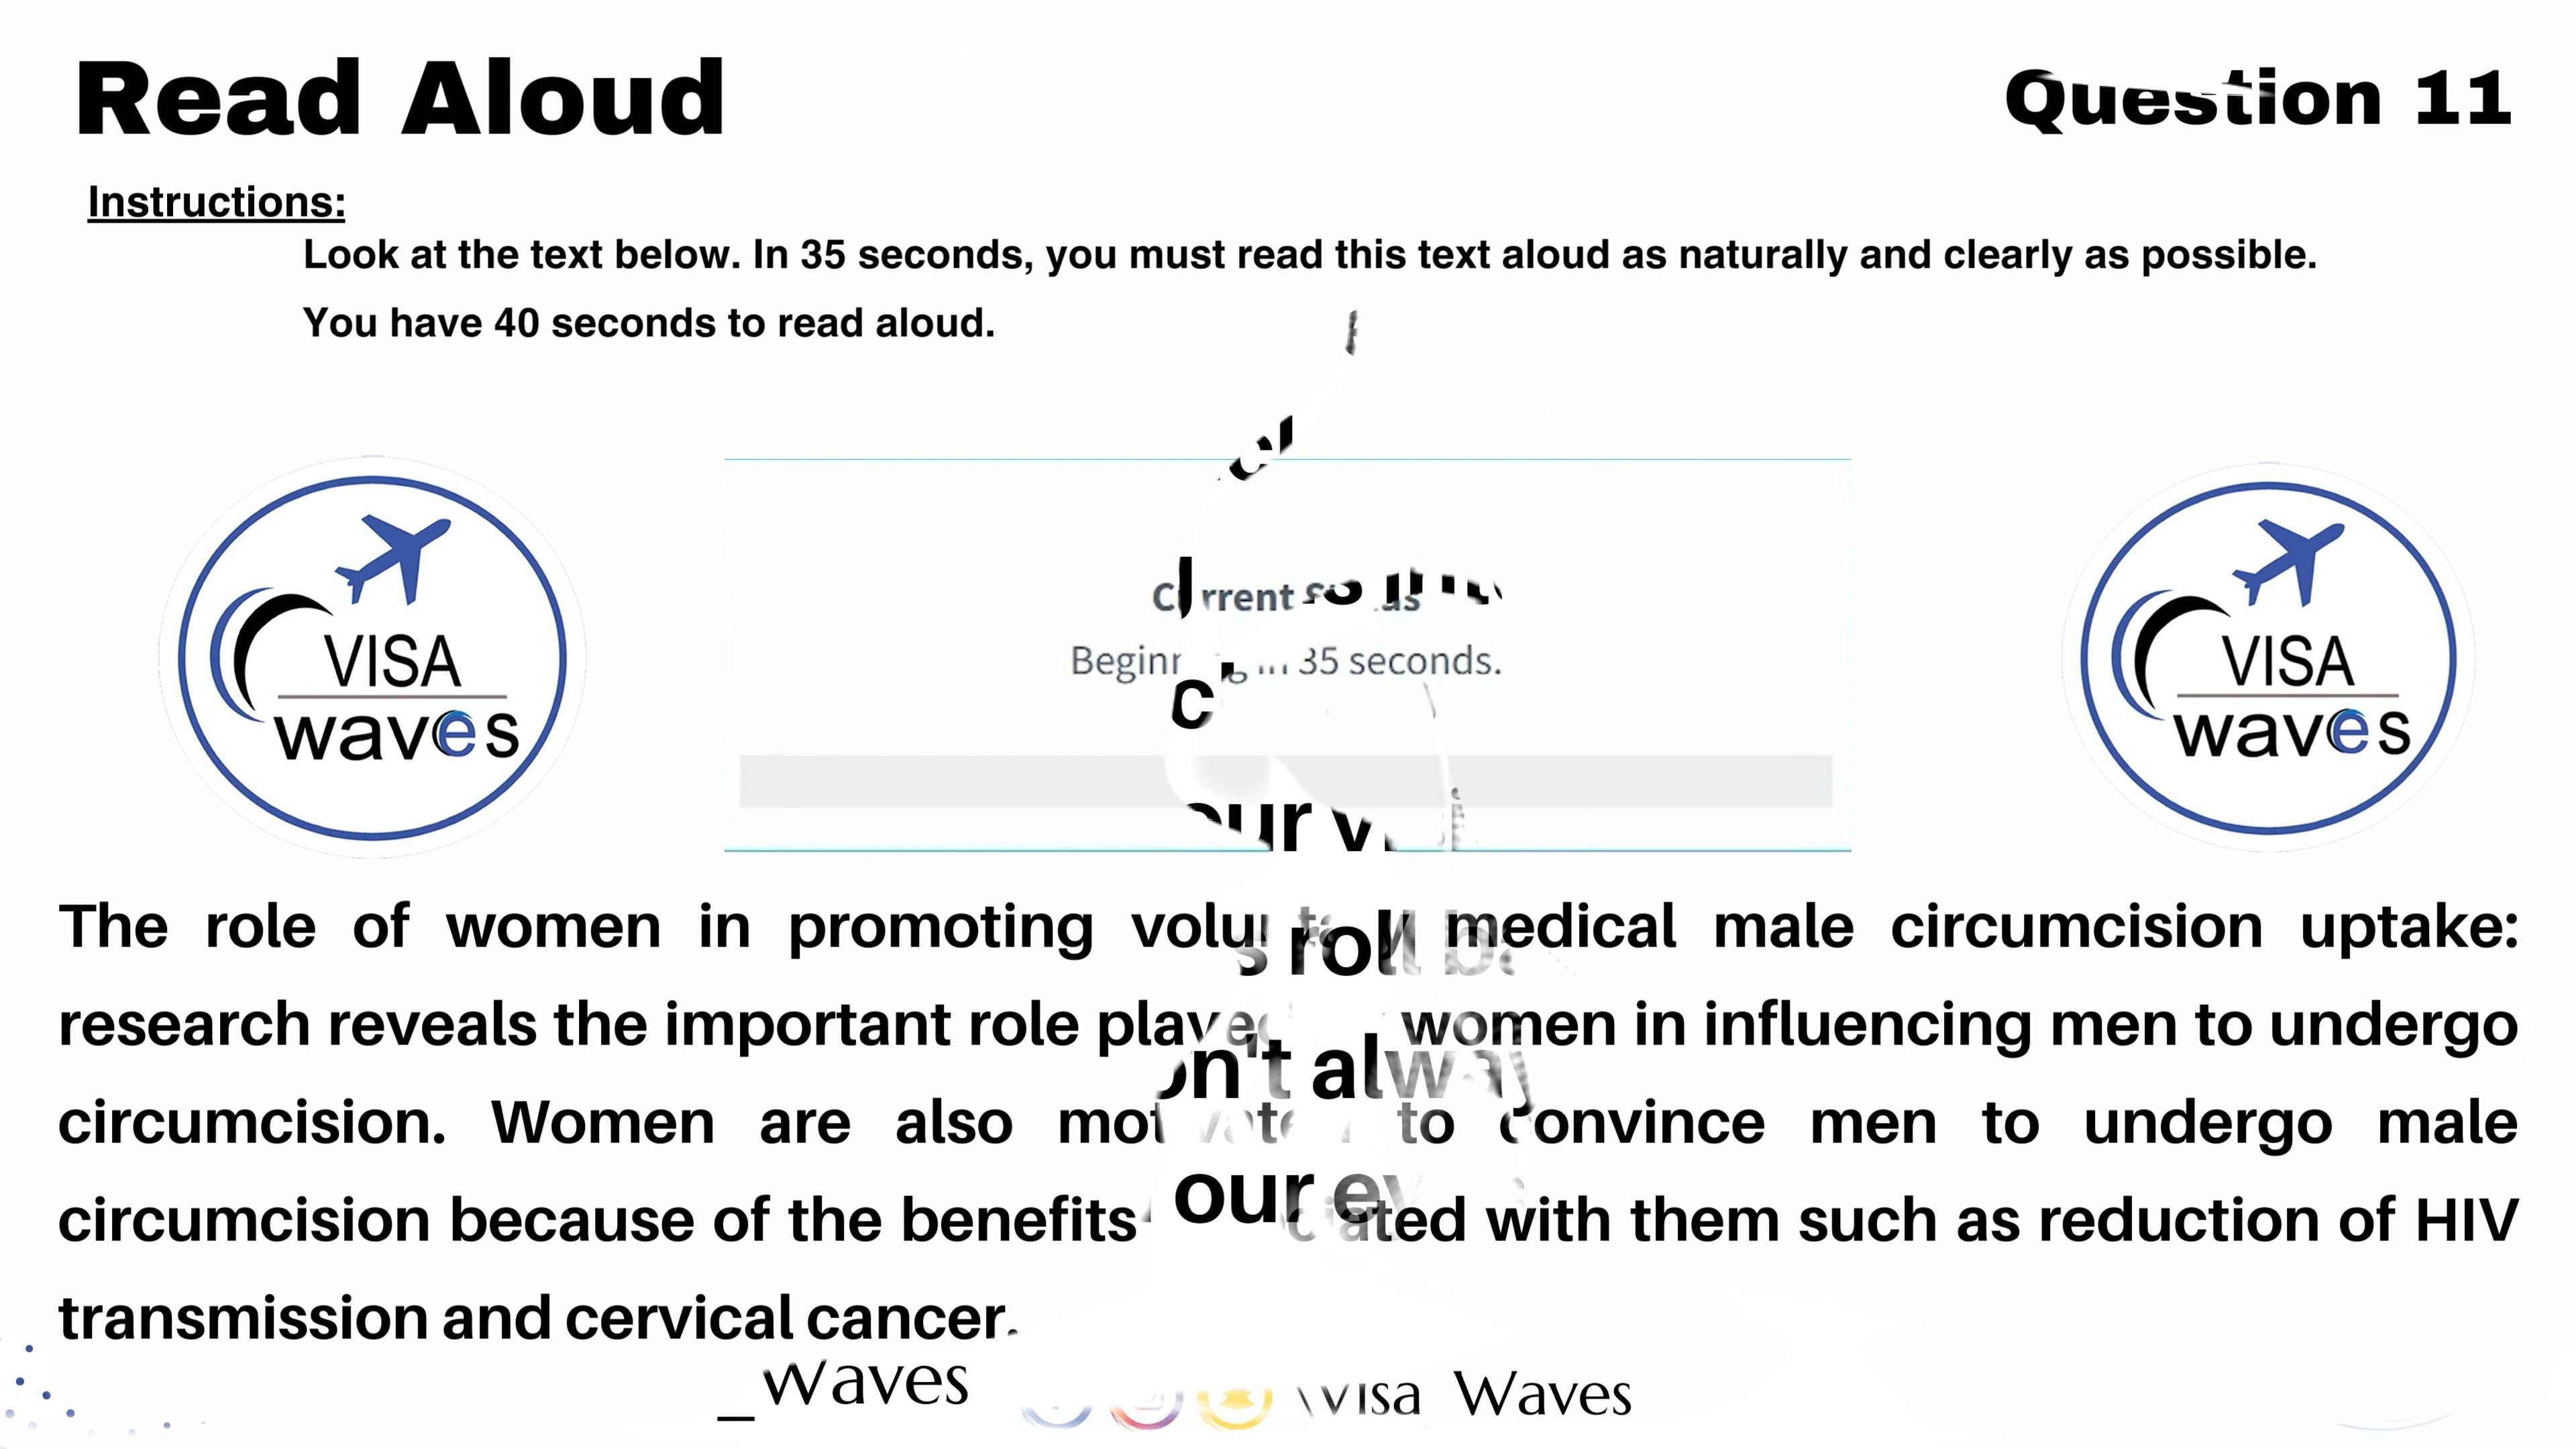 Read Aloud
Question 11
Instructions:
Look at the text below. In 35 seconds, you must read this text aloud as naturally and clearly as possible.
You have 40 seconds to read aloud.
VISA
waves
Current
35 seconds.
VISA
waves
The role of women in promoting medical male circumcision uptake:
research reveals the important role women in influencing men to undergo
circumcision. Women are also to convince men to undergo male
circumcision because of the benefits with them such as reduction of HIV
transmission and cervical cancer.
roll
our
_Waves
Visa Waves